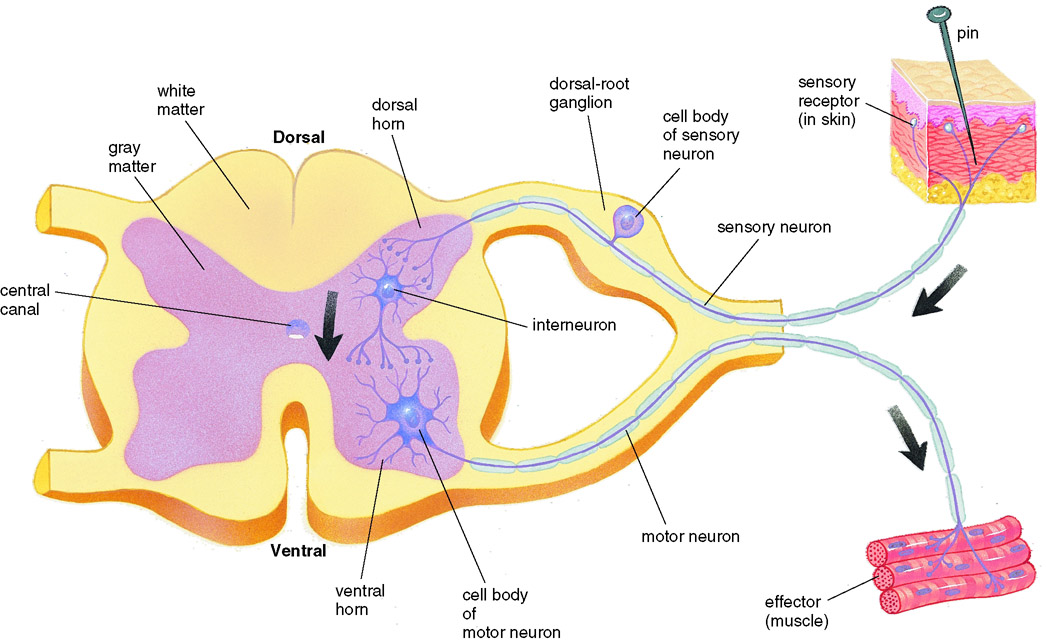 pin
sensory
receptor
(in skin)
dorsal-root
ganglion
cell body
of sensory
neuron
white
matter
dorsal
horn
Dorsal
gray
matter
sensory neuron
central
canal
interneuron
motor neuron
Ventral
ventral
horn
cell body
of
motor neuron
effector
(muscle)